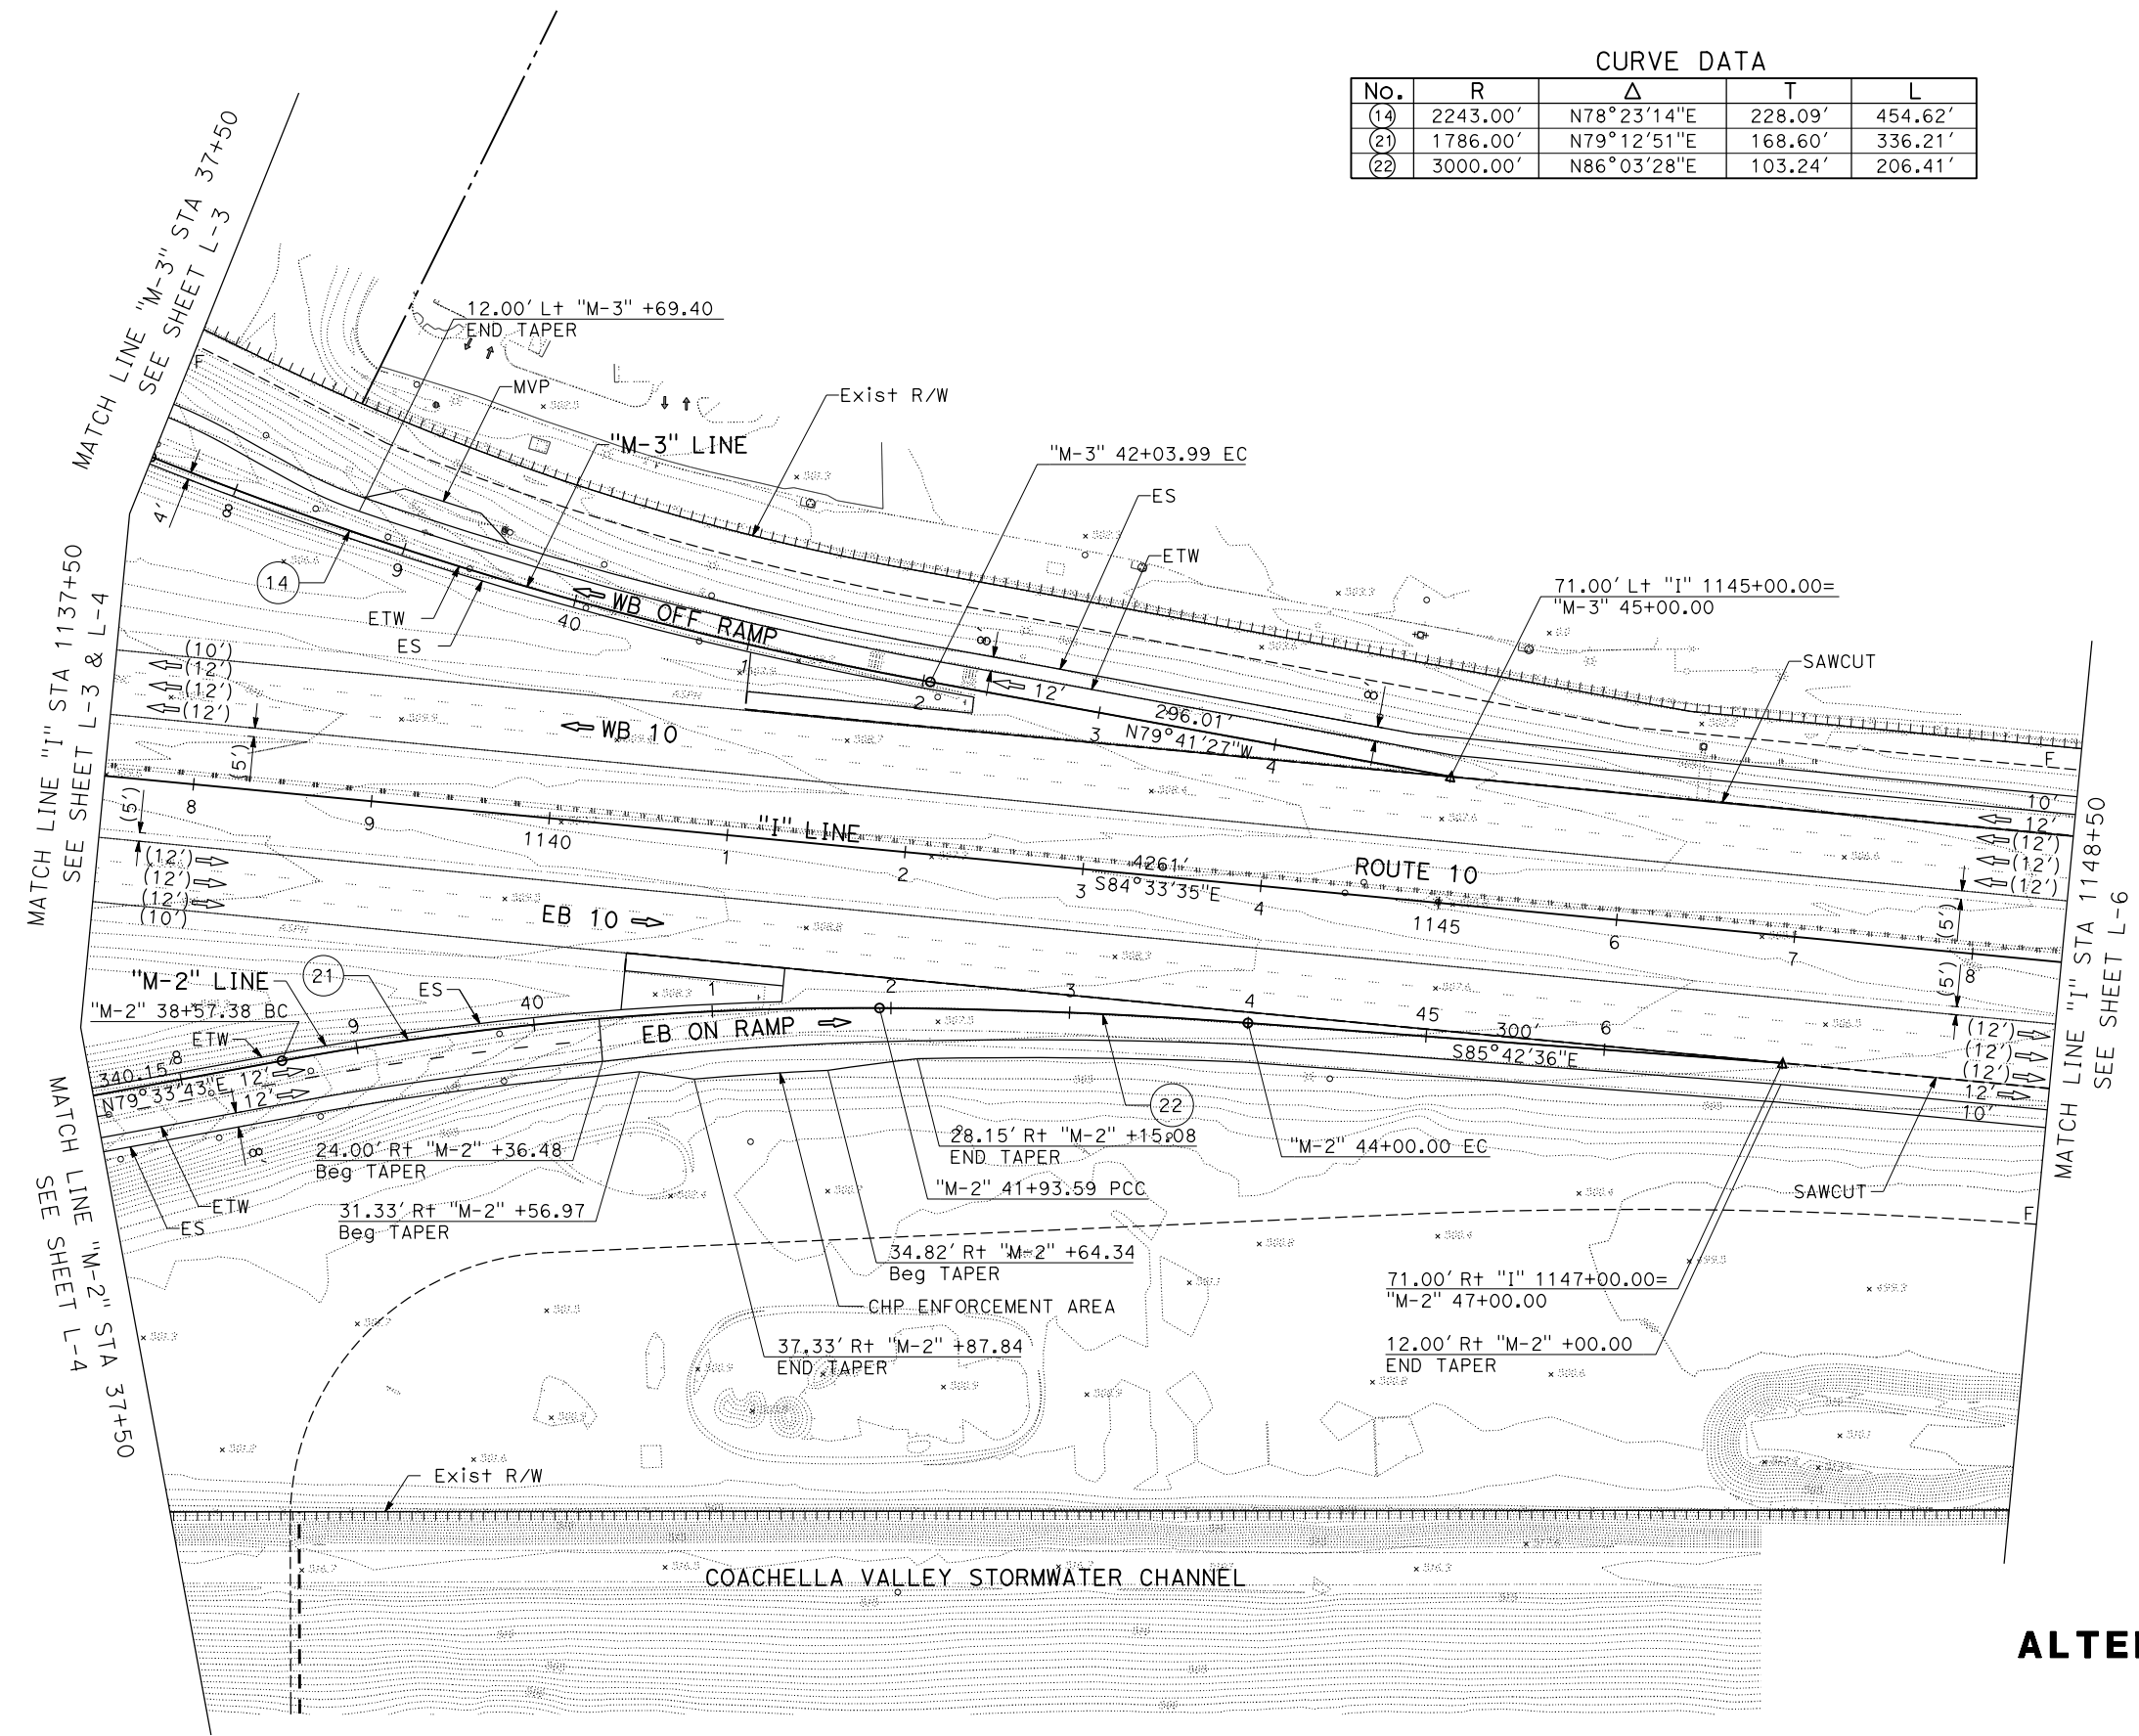 CURVE DATA
No. R Δ T L
14 2243.00' N78°23'14"E 228.09' 454.62'
21 1786.00' N79°12'51"E 168.60' 336.21'
22 3000.00' N86°03'28"E 103.24' 206.41'
MATCH LINE "M-3" STA 37+50
SEE SHEET L-3
12.00' Lt "M-3" +69.40
END TAPER
MVP
Exist R/W
"M-3" LINE
"M-3" 42+03.99 EC
ES
ETW
71.00' Lt "I" 1145+00.00=
"M-3" 45+00.00
SAWCUT
F
4'
8
9
40
1
2
3
4
14
ETW
ES
WB OFF RAMP
8'
12'
296.01'
N79°41'27"W
8'
F
MATCH LINE "I" STA 1137+50
SEE SHEET L-3 & L-4
(10')
(12')
(12')
(12')
(5')
WB 10
10'
12'
(12')
(12')
(12')
(5')
8
9
1140
1
2
3
4
1145
6
7
8
"I" LINE
4261'
S84°33'35"E
ROUTE 10
(5')
(12')
(12')
(12')
(10')
EB 10
(5')
(12')
(12')
(12')
12'
10'
MATCH LINE "I" STA 1148+50
SEE SHEET L-6
"M-2" LINE
21
ES
"M-2" 38+57.38 BC
ETW
8
9
40
1
2
3
4
45
6
340.15'
N79°33'43"E
12'
12'
8'
EB ON RAMP
300'
S85°42'36"E
22
24.00' Rt "M-2" +36.48
Beg TAPER
28.15' Rt "M-2" +15.08
END TAPER
"M-2" 44+00.00 EC
"M-2" 41+93.59 PCC
SAWCUT
ETW
ES
31.33' Rt "M-2" +56.97
Beg TAPER
F
34.82' Rt "M-2" +64.34
Beg TAPER
71.00' Rt "I" 1147+00.00=
"M-2" 47+00.00
CHP ENFORCEMENT AREA
37.33' Rt "M-2" +87.84
END TAPER
12.00' Rt "M-2" +00.00
END TAPER
MATCH LINE "M-2" STA 37+50
SEE SHEET L-4
Exist R/W
COACHELLA VALLEY STORMWATER CHANNEL